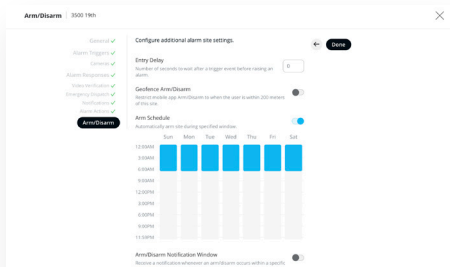 Arm/Disarm 3500 19th
General ✓
Alarm Triggers ✓
Cameras ✓
Alarm Responses ✓
Video Verification ✓
Emergency Dispatch ✓
Notifications ✓
Alarm Actions ✓
Arm/Disarm
Configure additional alarm site settings.
← Done
Entry Delay
Number of seconds to wait after a trigger event before raising an
alarm.
0
Geofence Arm/Disarm
Restrict mobile app Arm/Disarm to when the user is within 200 meters
of this site.
Arm Schedule
Automatically arm site during specified window.
Sun Mon Tue Wed Thu Fri Sat
12:00AM
3:00AM
6:00AM
9:00AM
12:00PM
3:00PM
6:00PM
9:00PM
11:59PM
Arm/Disarm Notification Window
Receive a notification whenever an arm/disarm occurs within a specific